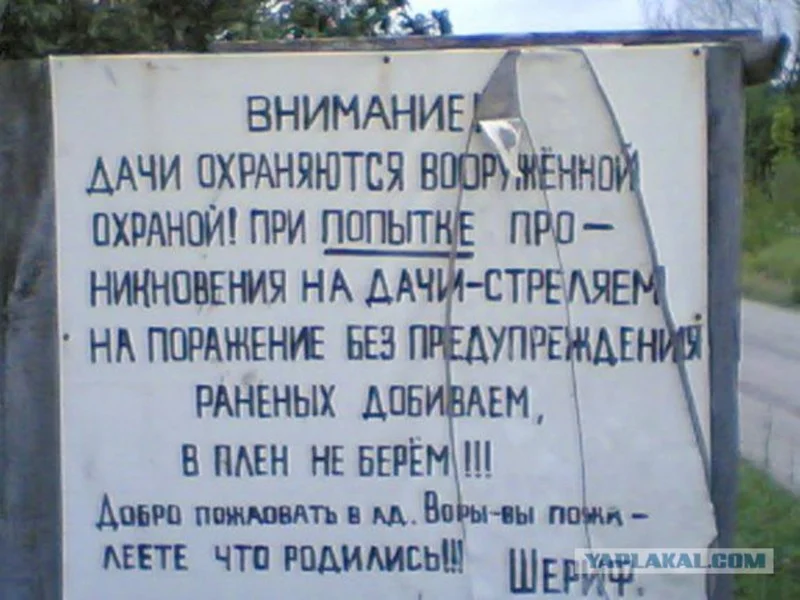 ВНИМАНИЕ!
ДАЧИ ОХРАНЯЮТСЯ ВООРУЖЁННОЙ
ОХРАНОЙ! ПРИ ПОПЫТКЕ ПРО-
НИКНОВЕНИЯ НА ДАЧИ-СТРЕЛЯЕМ
НА ПОРАЖЕНИЕ БЕЗ ПРЕДУПРЕЖДЕНИЯ
РАНЕНЫХ ДОБИВАЕМ,
В ПЛЕН НЕ БЕРЁМ!!!
ДОБРО ПОЖАЛОВАТЬ В АД. ВОРЫ-ВЫ ПОЖА-
ЛЕЕТЕ ЧТО РОДИЛИСЬ!!!
ШЕРИФ.
YAPLAKAL.COM